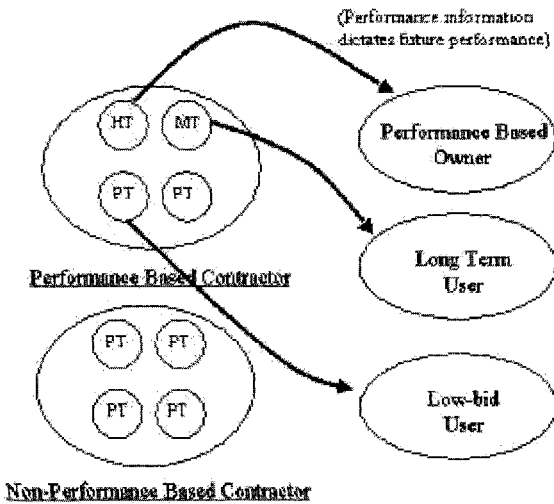 (Performance information
dictates future performance)
HT MT
PT PT
Performance Based
Owner
Performance Based Contractor
Long Term
User
PT PT
PT PT
Low-bid
User
Non-Performance Based Contractor